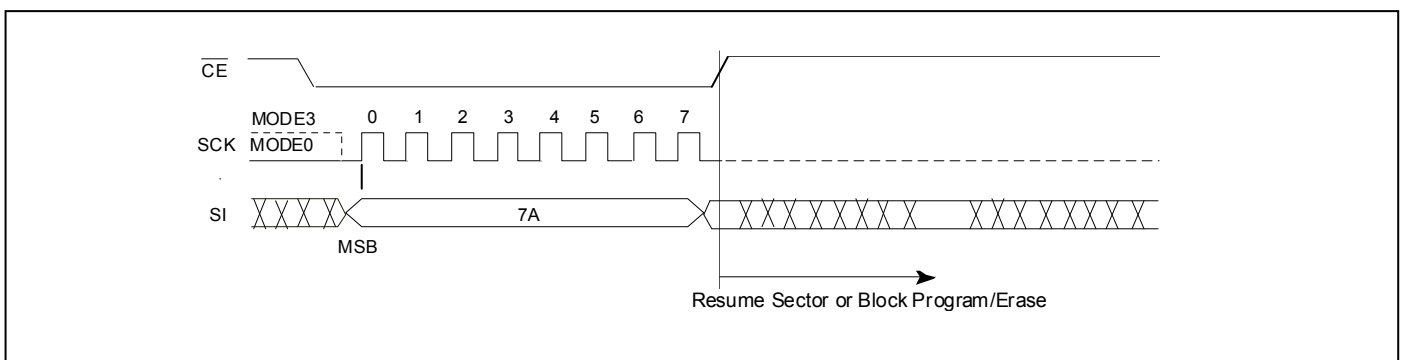 CE
MODE3 0 1 2 3 4 5 6 7
SCK MODE0
SI 7A
MSB
Resume Sector or Block Program/Erase